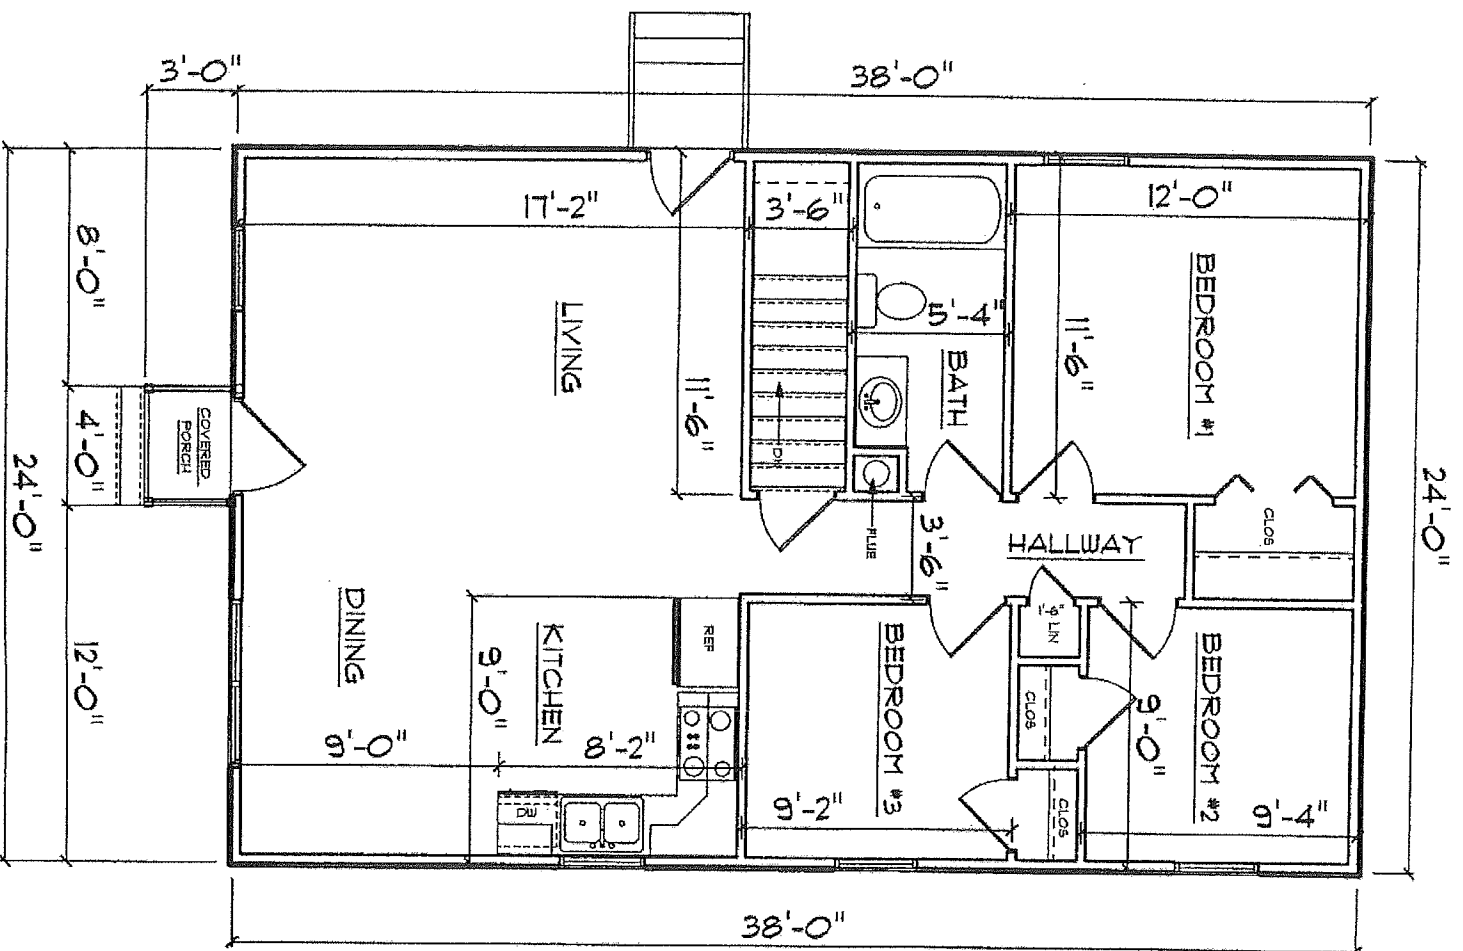 3'-0"
38'-0"
17'-2"
3'-6"
12'-0"
8'-0"
LIVING
11'-6"
5'-4"
BATH
11'-6"
BEDROOM #1
COVERED
PORCH
4'-0"
24'-0"
DN
FLUE
3'-6"
HALLWAY
CLOS
24'-0"
DINING
12'-0"
KITCHEN
9'-0"
REF
BEDROOM #3
LIN
CLOS
9'-0"
BEDROOM #2
9'-0"
8'-2"
DW
9'-2"
CLOS
9'-4"
38'-0"